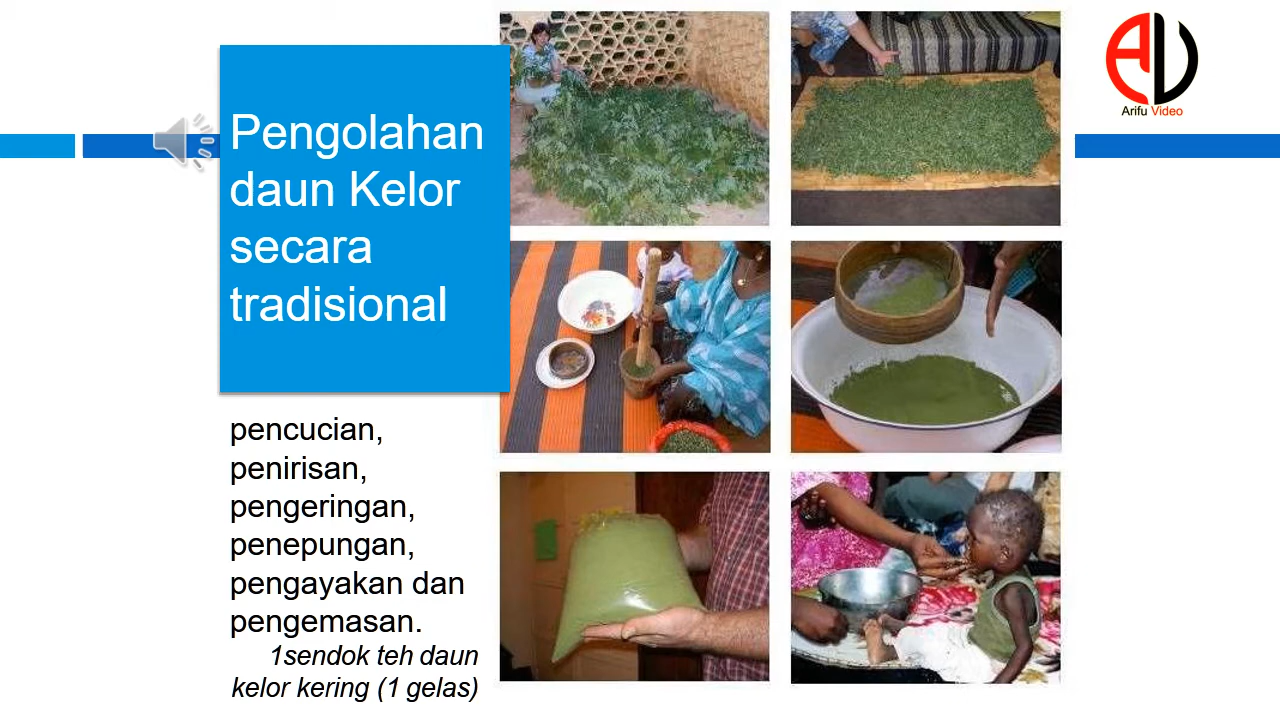 Pengolahan
daun Kelor
secara
tradisional
pencucian,
penirisan,
pengeringan,
penepungan,
pengayakan dan
pengemasan.
1sendok teh daun
kelor kering (1 gelas)
Arifu Video